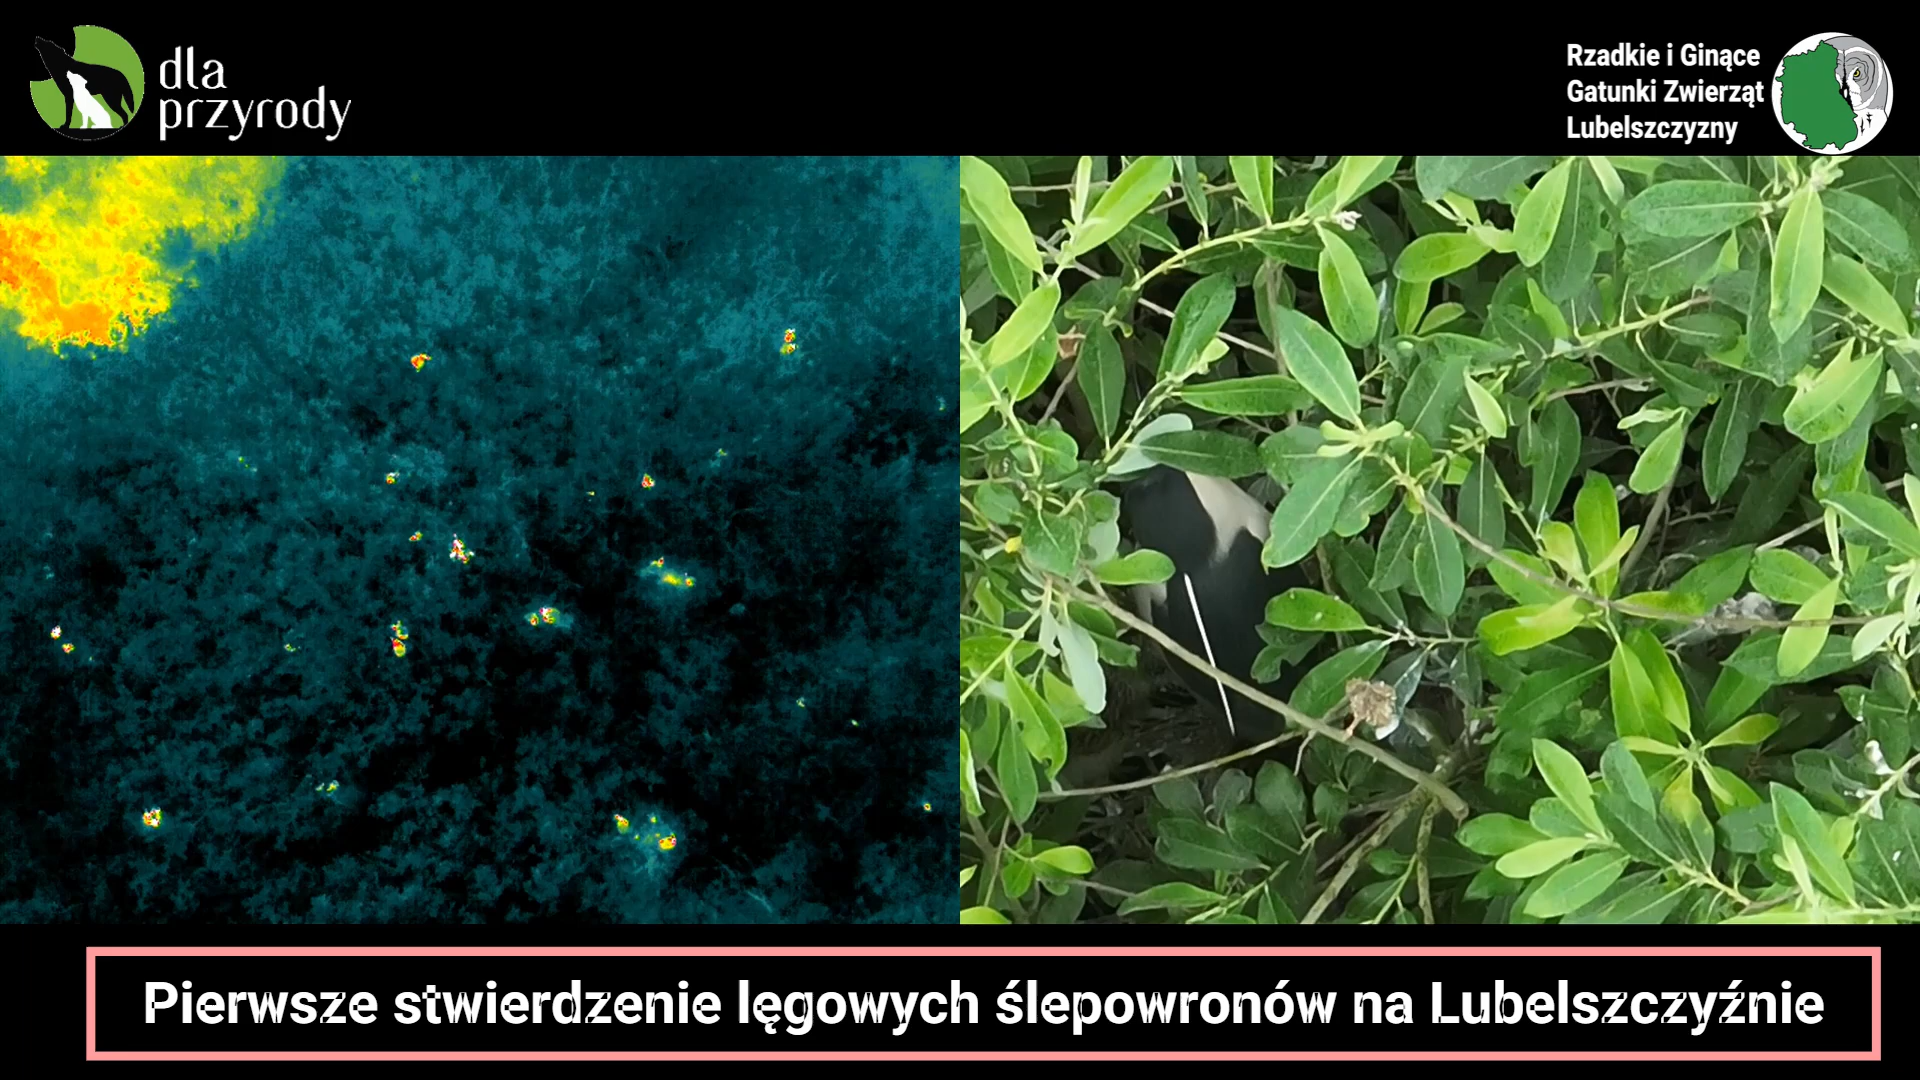 dla
przyrody
Rzadkie i Ginące
Gatunki Zwierząt
Lubelszczyzny
Pierwsze stwierdzenie lęgowych ślepowronów na Lubelszczyźnie